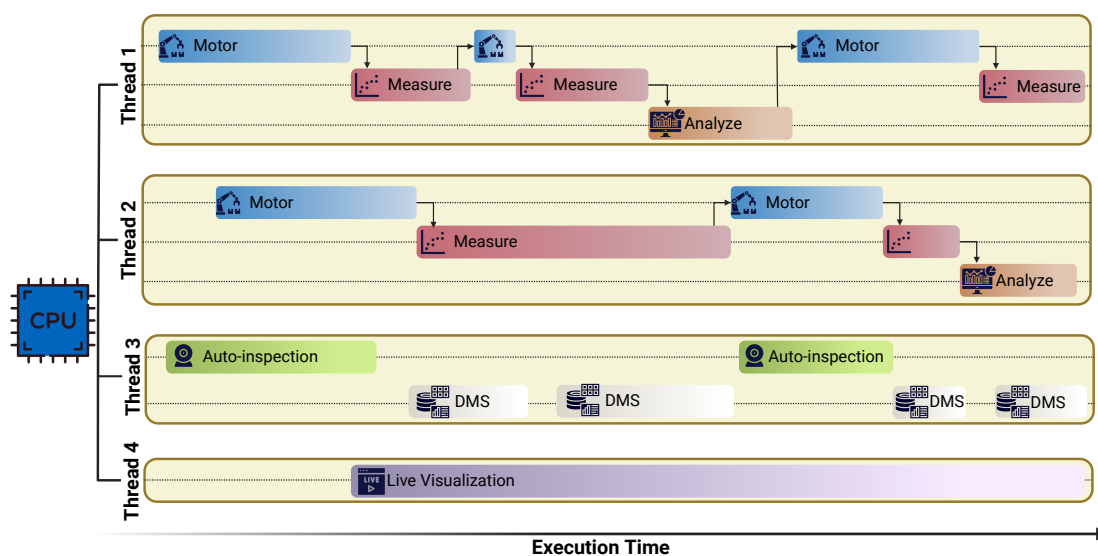 Thread 1
Motor
Measure
Measure
Analyze
Motor
Measure
Thread 2
Motor
Measure
Motor
Analyze
CPU
Thread 3
Auto-inspection
Auto-inspection
DMS
DMS
DMS
DMS
Thread 4
LIVE
Live Visualization
Execution Time